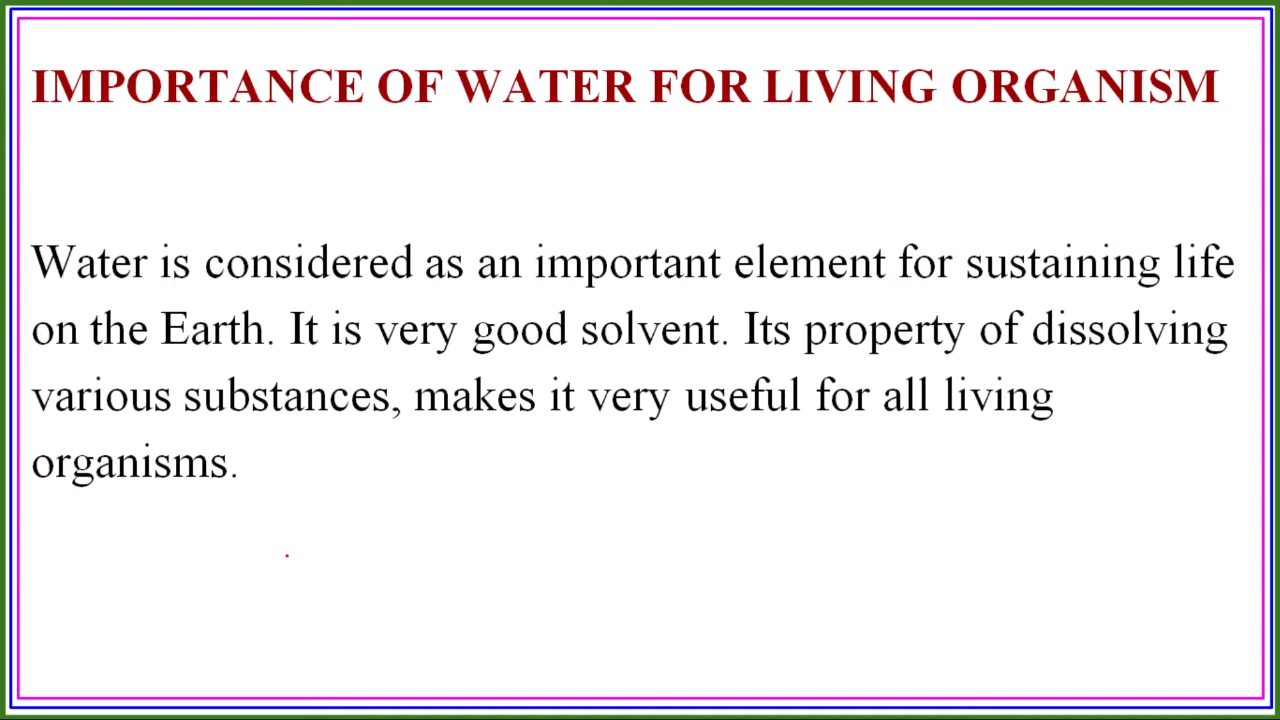 IMPORTANCE OF WATER FOR LIVING ORGANISM
Water is considered as an important element for sustaining life
on the Earth. It is very good solvent. Its property of dissolving
various substances, makes it very useful for all living
organisms.